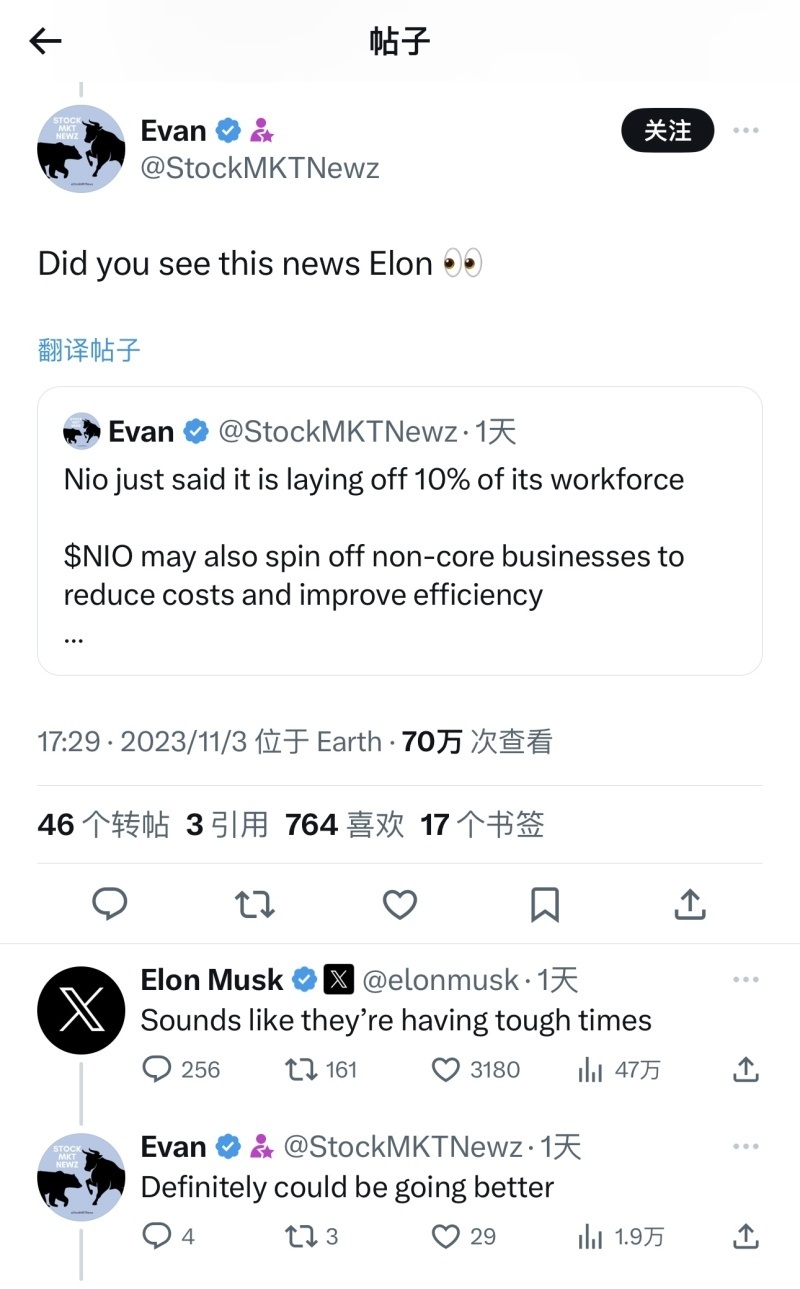 帖子
STOCK
MKT
NEWZ
Evan
关注
@StockMKTNewz
Did you see this news Elon 👀
翻译帖子
Evan @StockMKTNewz · 1天
Nio just said it is laying off 10% of its workforce
$NIO may also spin off non-core businesses to
reduce costs and improve efficiency
...
17:29 · 2023/11/3 位于 Earth · 70万 次查看
46 个转帖 3 引用 764 喜欢 17 个书签
Elon Musk @elonmusk · 1天
Sounds like they’re having tough times
256 161 3180 47万
STOCK
MKT
NEWZ
Evan @StockMKTNewz · 1天
Definitely could be going better
4 3 29 1.9万